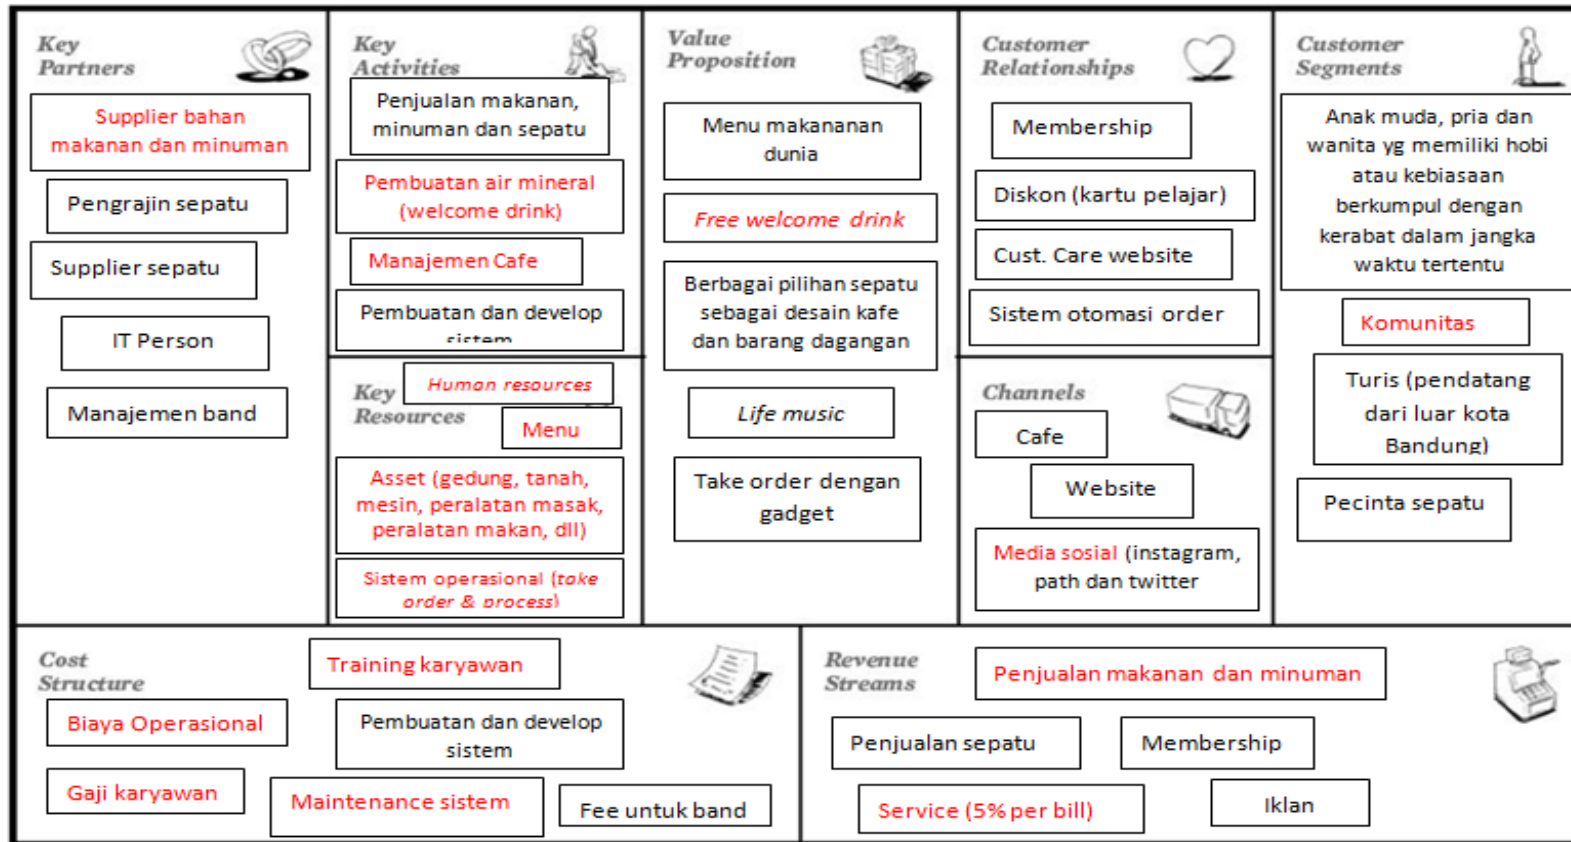 Key
Partners
Supplier bahan
makanan dan minuman
Pengrajin sepatu
Supplier sepatu
IT Person
Manajemen band
Key
Activities
Penjualan makanan,
minuman dan sepatu
Pembuatan air mineral
(welcome drink)
Manajemen Cafe
Pembuatan dan develop
sistem
Key
Resources
Human resources
Menu
Asset (gedung, tanah,
mesin, peralatan masak,
peralatan makan, dll)
Sistem operasional (take
order & process)
Value
Proposition
Menu makananan
dunia
Free welcome drink
Berbagai pilihan sepatu
sebagai desain kafe
dan barang dagangan
Life music
Take order dengan
gadget
Customer
Relationships
Membership
Diskon (kartu pelajar)
Cust. Care website
Sistem otomasi order
Channels
Cafe
Website
Media sosial (instagram,
path dan twitter
Customer
Segments
Anak muda, pria dan
wanita yg memiliki hobi
atau kebiasaan
berkumpul dengan
kerabat dalam jangka
waktu tertentu
Komunitas
Turis (pendatang
dari luar kota
Bandung)
Pecinta sepatu
Cost
Structure
Training karyawan
Biaya Operasional
Pembuatan dan develop
sistem
Gaji karyawan
Maintenance sistem
Fee untuk band
Revenue
Streams
Penjualan makanan dan minuman
Penjualan sepatu
Membership
Service (5% per bill)
Iklan